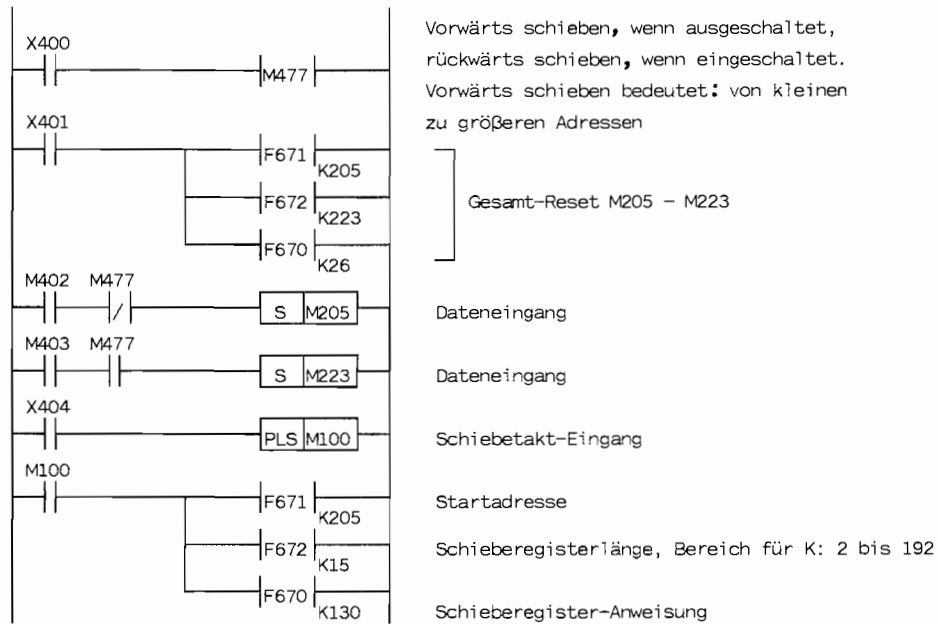 X400
M477
Vorwärts schieben, wenn ausgeschaltet,
rückwärts schieben, wenn eingeschaltet.
Vorwärts schieben bedeutet: von kleinen
zu größeren Adressen
X401
F671
K205
F672
K223
F670
K26
Gesamt-Reset M205 - M223
M402 M477
S M205 Dateneingang
M403 M477
S M223 Dateneingang
X404
PLS M100 Schiebetakt-Eingang
M100
F671 Startadresse
K205
F672 Schieberegisterlänge, Bereich für K: 2 bis 192
K15
F670
K130 Schieberegister-Anweisung